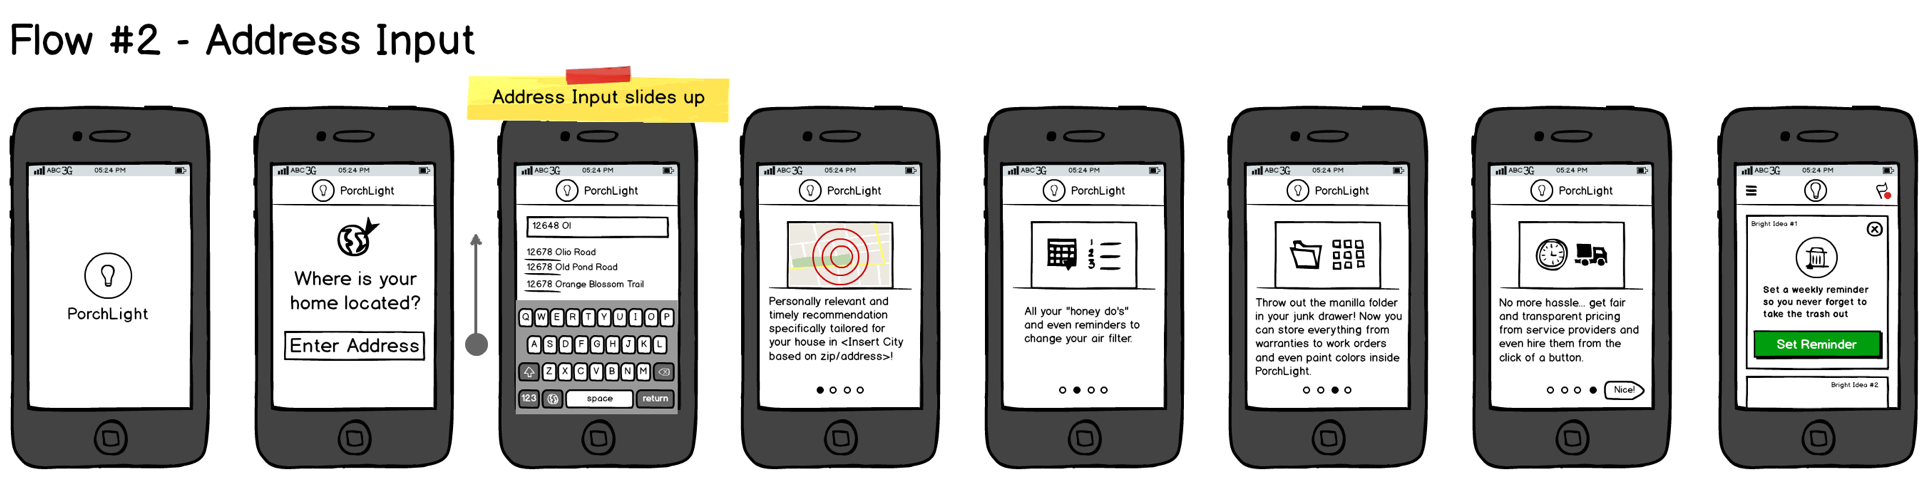 Flow #2 - Address Input
Address Input slides up
ABC 3G 05:24 PM
PorchLight
ABC 3G 05:24 PM
PorchLight
Where is your
home located?
Enter Address
ABC 3G 05:24 PM
PorchLight
12648 Ol
12678 Olio Road
12678 Old Pond Road
12678 Orange Blossom Trail
Q W E R T Y U I O P
A S D F G H J K L
Z X C V B N M
123 space return
ABC 3G 05:24 PM
PorchLight
Personally relevant and
timely recommendation
specifically tailored for
your house in <Insert City
based on zip/address>!
ABC 3G 05:24 PM
PorchLight
1
2
3
All your "honey do's"
and even reminders to
change your air filter.
ABC 3G 05:24 PM
PorchLight
Throw out the manilla folder
in your junk drawer! Now you
can store everything from
warranties to work orders
and even paint colors inside
PorchLight.
ABC 3G 05:24 PM
PorchLight
No more hassle... get fair
and transparent pricing
from service providers and
even hire them from the
click of a button.
Nice!
ABC 3G 05:24 PM
Bright Idea #1
Set a weekly reminder
so you never forget to
take the trash out
Set Reminder
Bright Idea #2